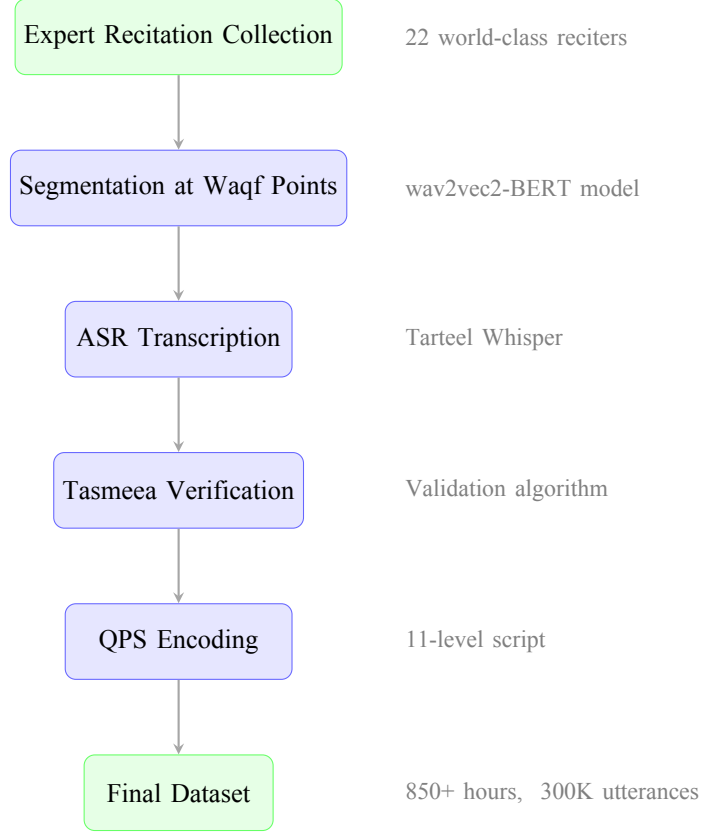 Expert Recitation Collection
22 world-class reciters
Segmentation at Waqf Points
wav2vec2-BERT model
ASR Transcription
Tarteel Whisper
Tasmeea Verification
Validation algorithm
QPS Encoding
11-level script
Final Dataset
850+ hours, 300K utterances